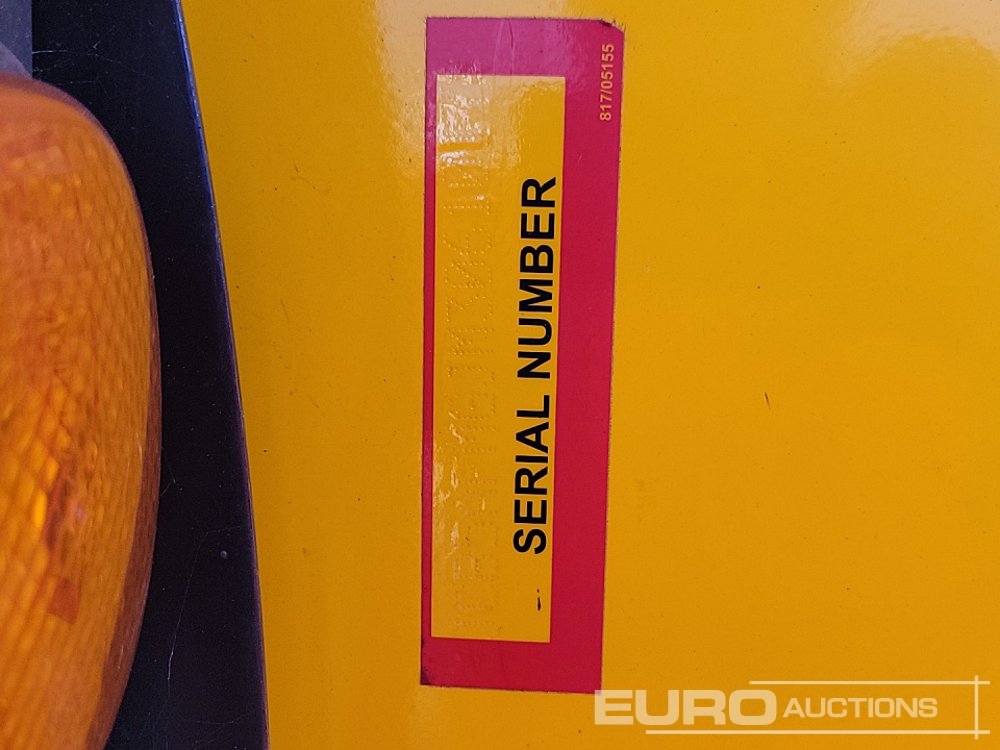 SERIAL NUMBER
817/05155
EURO AUCTIONS